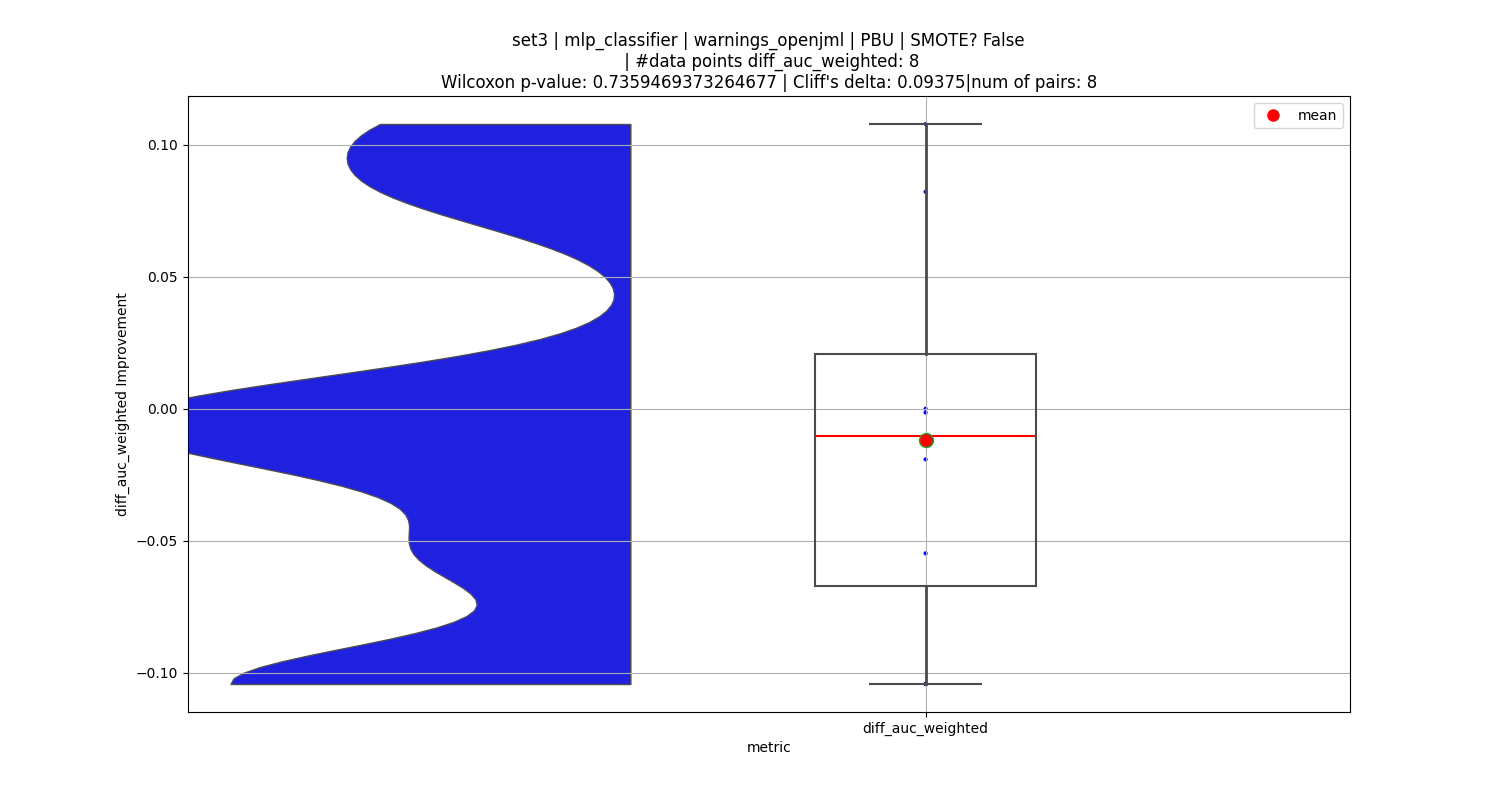 set3 | mlp_classifier | warnings_openjml | PBU | SMOTE? False
| #data points diff_auc_weighted: 8
Wilcoxon p-value: 0.7359469373264677 | Cliff's delta: 0.09375|num of pairs: 8
mean
0.10
0.05
0.00
−0.05
−0.10
diff_auc_weighted Improvement
diff_auc_weighted
metric